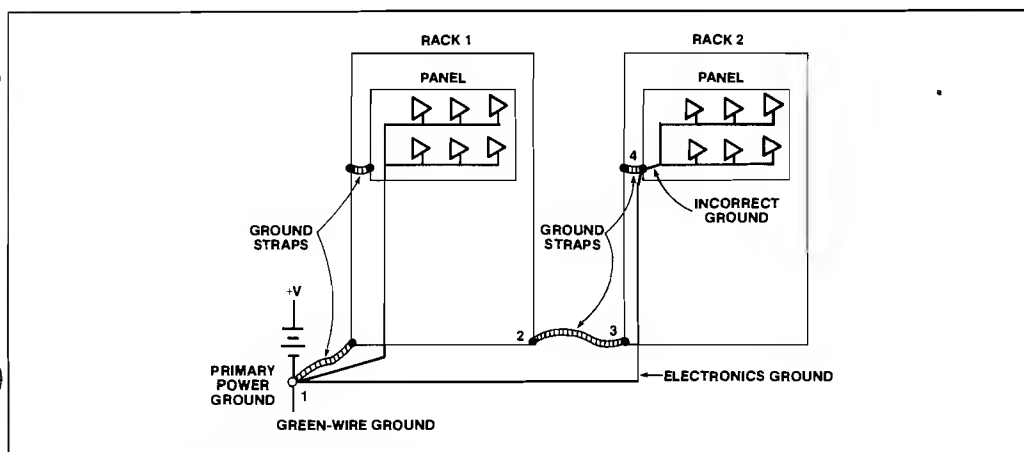 RACK 1
RACK 2
PANEL
PANEL
4
INCORRECT
GROUND
GROUND
STRAPS
GROUND
STRAPS
+V
2
3
PRIMARY
POWER
GROUND
1
ELECTRONICS GROUND
GREEN-WIRE GROUND